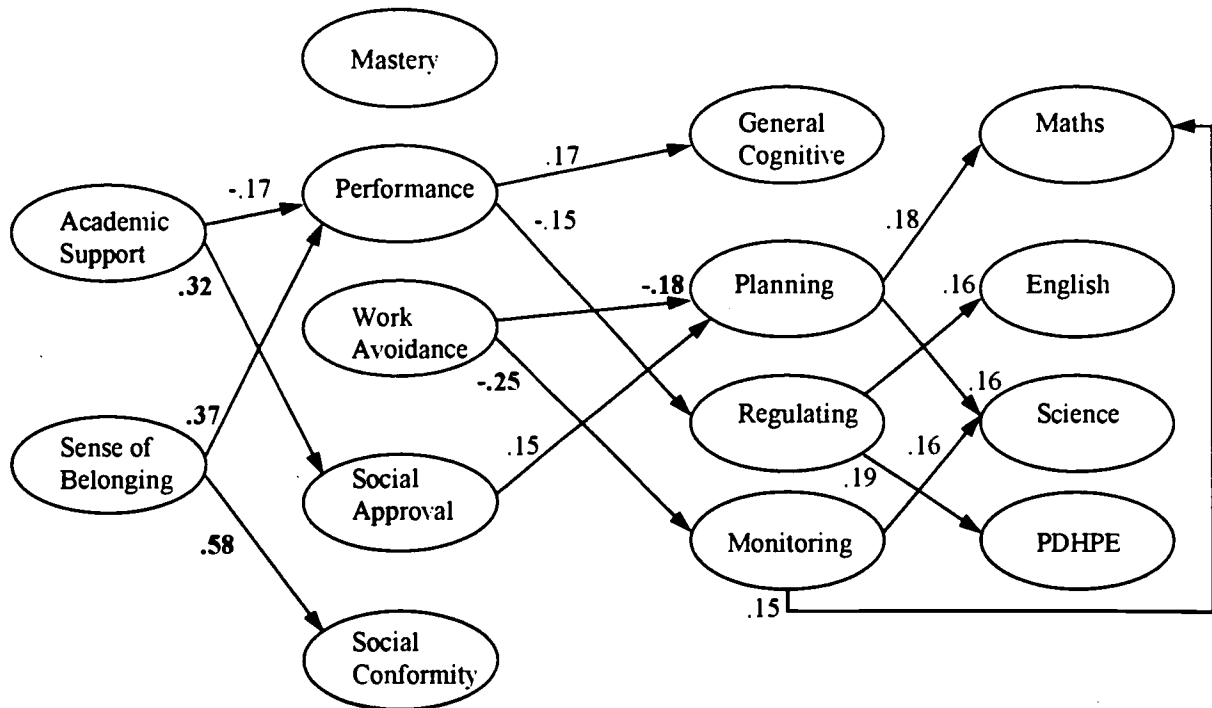 Mastery
General
Cognitive
Maths
.17
-.17
Performance
Academic
Support
-.15
.18
.32
-.18
Planning
.16
English
Work
Avoidance
-.25
.37
Regulating
.16
Science
Sense of
Belonging
.15
.16
.19
Social
Approval
.58
Monitoring
PDHPE
.15
Social
Conformity